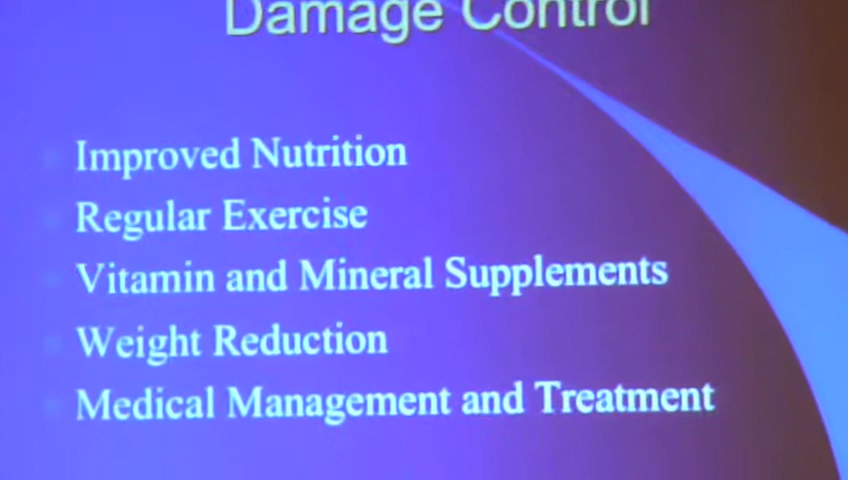 Damage Control
Improved Nutrition
Regular Exercise
Vitamin and Mineral Supplements
Weight Reduction
Medical Management and Treatment